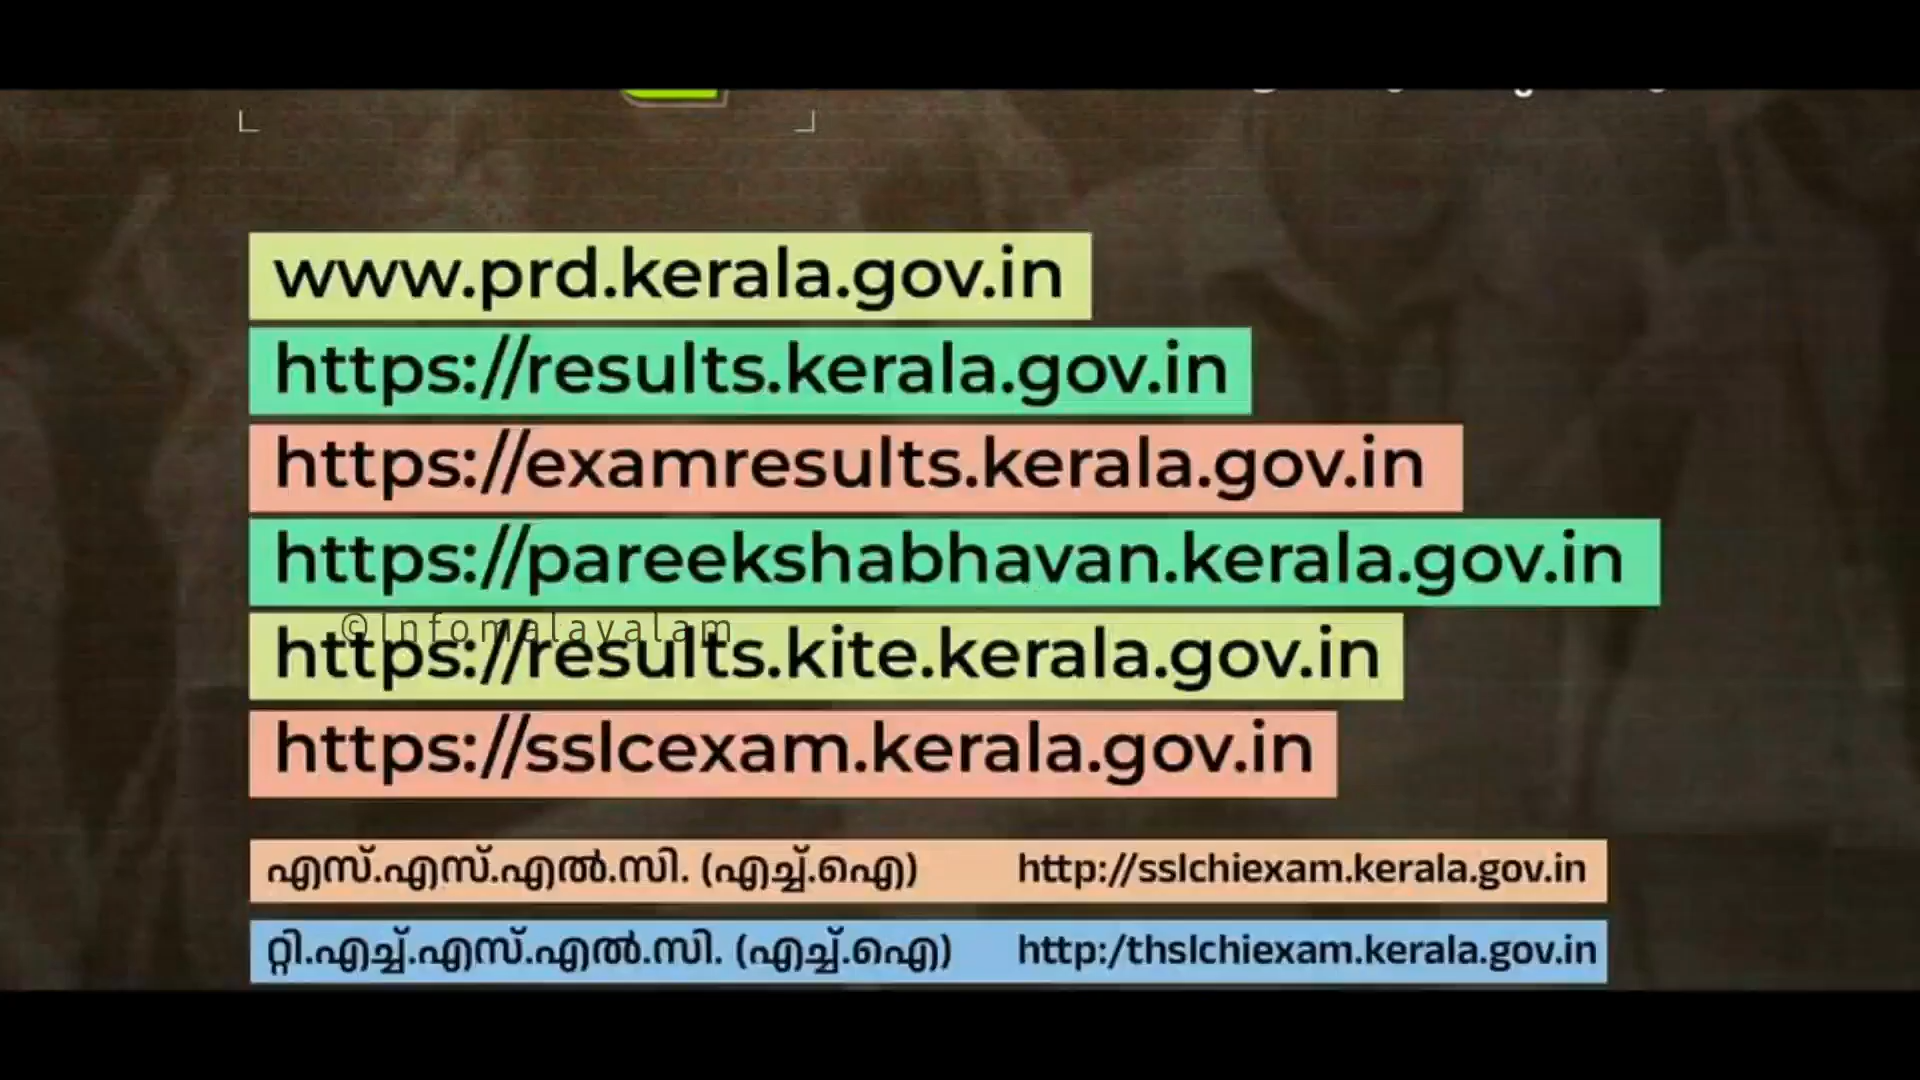 www.prd.kerala.gov.in
https://results.kerala.gov.in
https://examresults.kerala.gov.in
https://pareekshabhavan.kerala.gov.in
©Infomalayalam
https://results.kite.kerala.gov.in
https://sslcexam.kerala.gov.in
എസ്.എസ്.എൽ.സി. (എച്ച്.ഐ) http://sslchiexam.kerala.gov.in
റ്റി.എച്ച്.എസ്.എൽ.സി. (എച്ച്.ഐ) http:/thslchiexam.kerala.gov.in